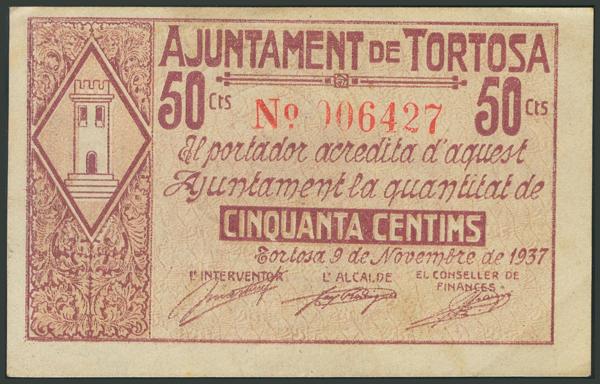 AJUNTAMENT DE TORTOSA
50 Cts 50 Cts
Nº 006427
El portador acredita d'aquest
Ajuntament la quantitat de
CINQUANTA CENTIMS
Tortosa 9 de Novembre de 1937
L'INTERVENTOR L'ALCALDE EL CONSELLER DE
FINANCES